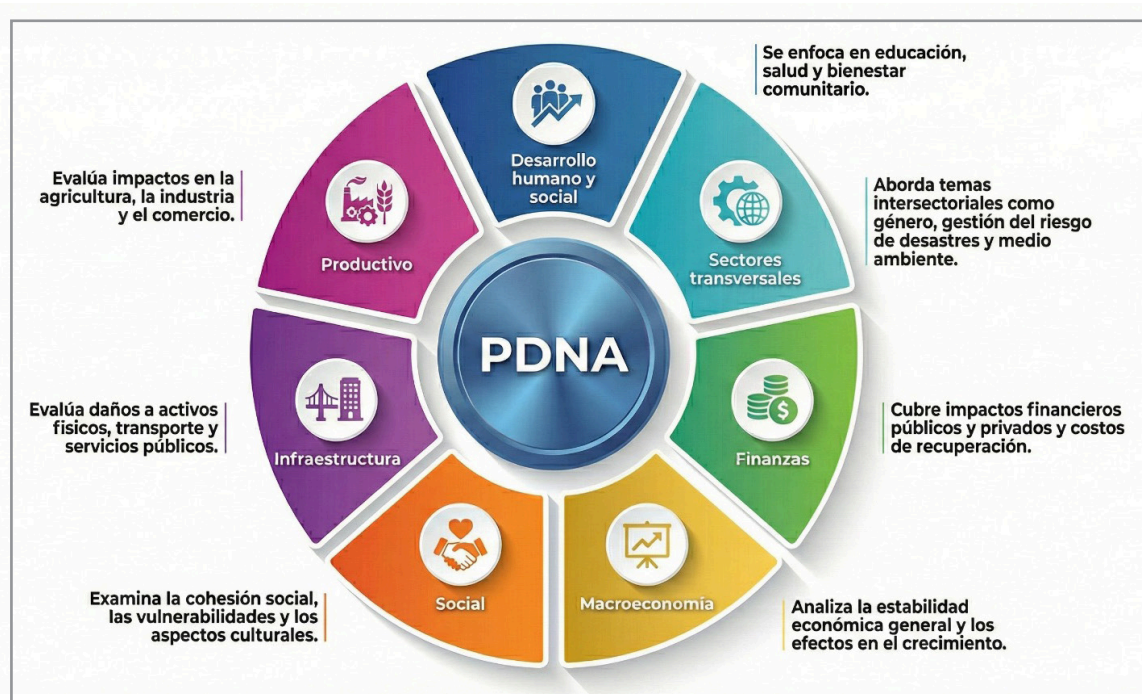 Se enfoca en educación,
salud y bienestar
comunitario.
Desarrollo
humano y
social
Evalúa impactos en la
agricultura, la industria
y el comercio.
Productivo
Sectores
transversales
Aborda temas
intersectoriales como
género, gestión del riesgo
de desastres y medio
ambiente.
PDNA
Evalúa daños a activos
fisicos, transporte y
servicios públicos.
Infraestructura
Finanzas
Cubre impactos financieros
públicos y privados y costos
de recuperación.
Examina la cohesión social,
las vulnerabilidades y los
aspectos culturales.
Social
Macroeconomía
Analiza la estabilidad
económica general y los
efectos en el crecimiento.